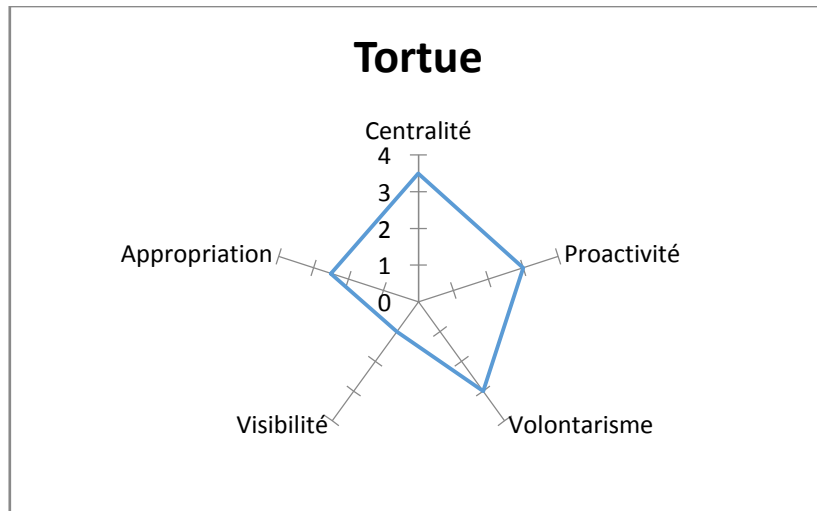 Tortue
Centralité
4
3
2
1
0
Appropriation
Proactivité
Visibilité
Volontarisme